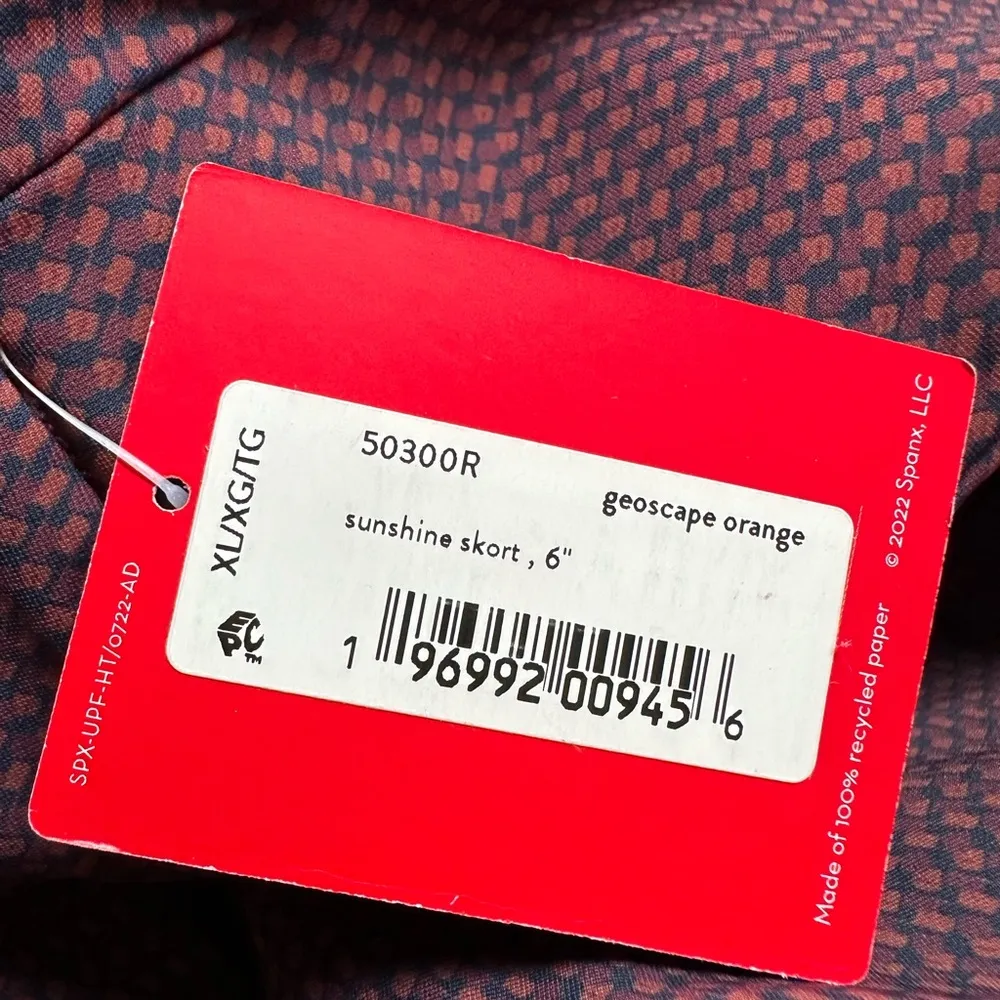 50300R
geoscape orange
sunshine skort , 6"
XL/XG/TG
EPC™
1 96992 00945 6
SPX-UPF-HT/0722-AD
© 2022 Spanx, LLC
Made of 100% recycled paper